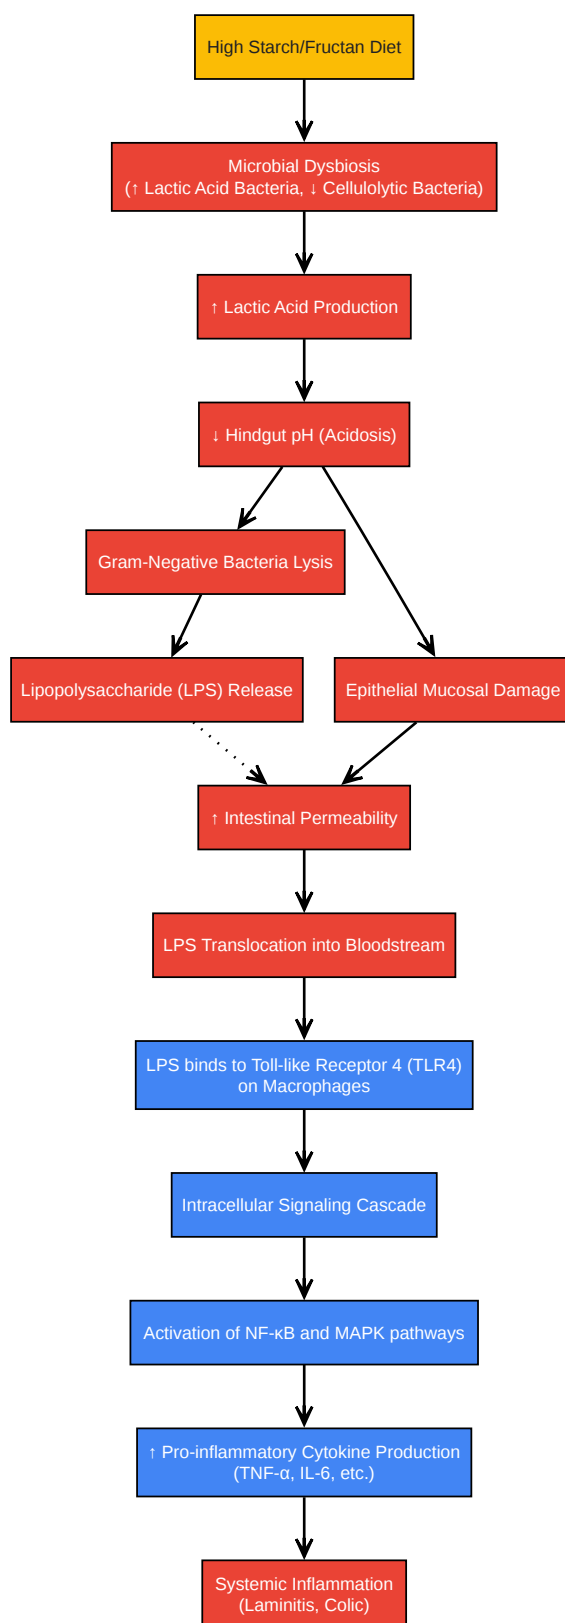 High Starch/Fructan Diet
Microbial Dysbiosis
(↑ Lactic Acid Bacteria, ↓ Cellulolytic Bacteria)
↑ Lactic Acid Production
↓ Hindgut pH (Acidosis)
Gram-Negative Bacteria Lysis
Lipopolysaccharide (LPS) Release
Epithelial Mucosal Damage
↑ Intestinal Permeability
LPS Translocation into Bloodstream
LPS binds to Toll-like Receptor 4 (TLR4)
on Macrophages
Intracellular Signaling Cascade
Activation of NF-κB and MAPK pathways
↑ Pro-inflammatory Cytokine Production
(TNF-α, IL-6, etc.)
Systemic Inflammation
(Laminitis, Colic)